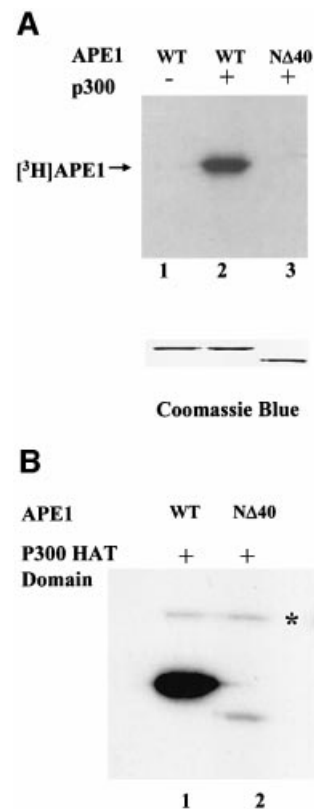 A
APE1 WT WT NΔ40
p300 - + +
[³H]APE1→
1 2 3
Coomassie Blue
B
APE1 WT NΔ40
P300 HAT + +
Domain
*
1 2